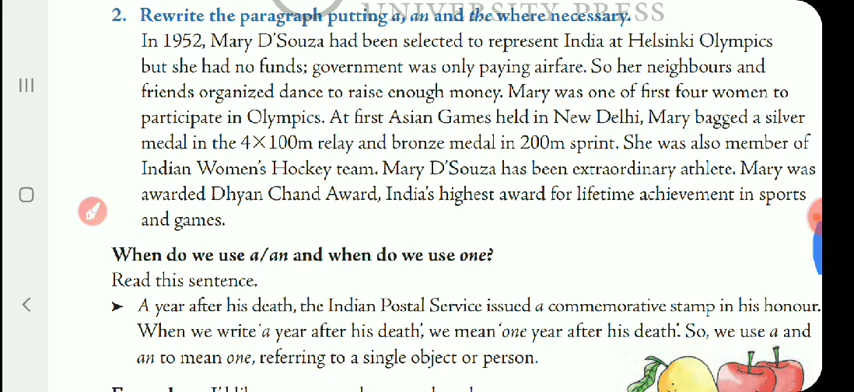 UNIVERSITY PRESS
2. Rewrite the paragraph putting a, an and the where necessary.
In 1952, Mary D'Souza had been selected to represent India at Helsinki Olympics
but she had no funds; government was only paying airfare. So her neighbours and
friends organized dance to raise enough money. Mary was one of first four women to
participate in Olympics. At first Asian Games held in New Delhi, Mary bagged a silver
medal in the 4×100m relay and bronze medal in 200m sprint. She was also member of
Indian Women's Hockey team. Mary D'Souza has been extraordinary athlete. Mary was
awarded Dhyan Chand Award, India's highest award for lifetime achievement in sports
and games.
When do we use a/an and when do we use one?
Read this sentence.
➤ A year after his death, the Indian Postal Service issued a commemorative stamp in his honour.
When we write 'a year after his death', we mean 'one year after his death'. So, we use a and
an to mean one, referring to a single object or person.